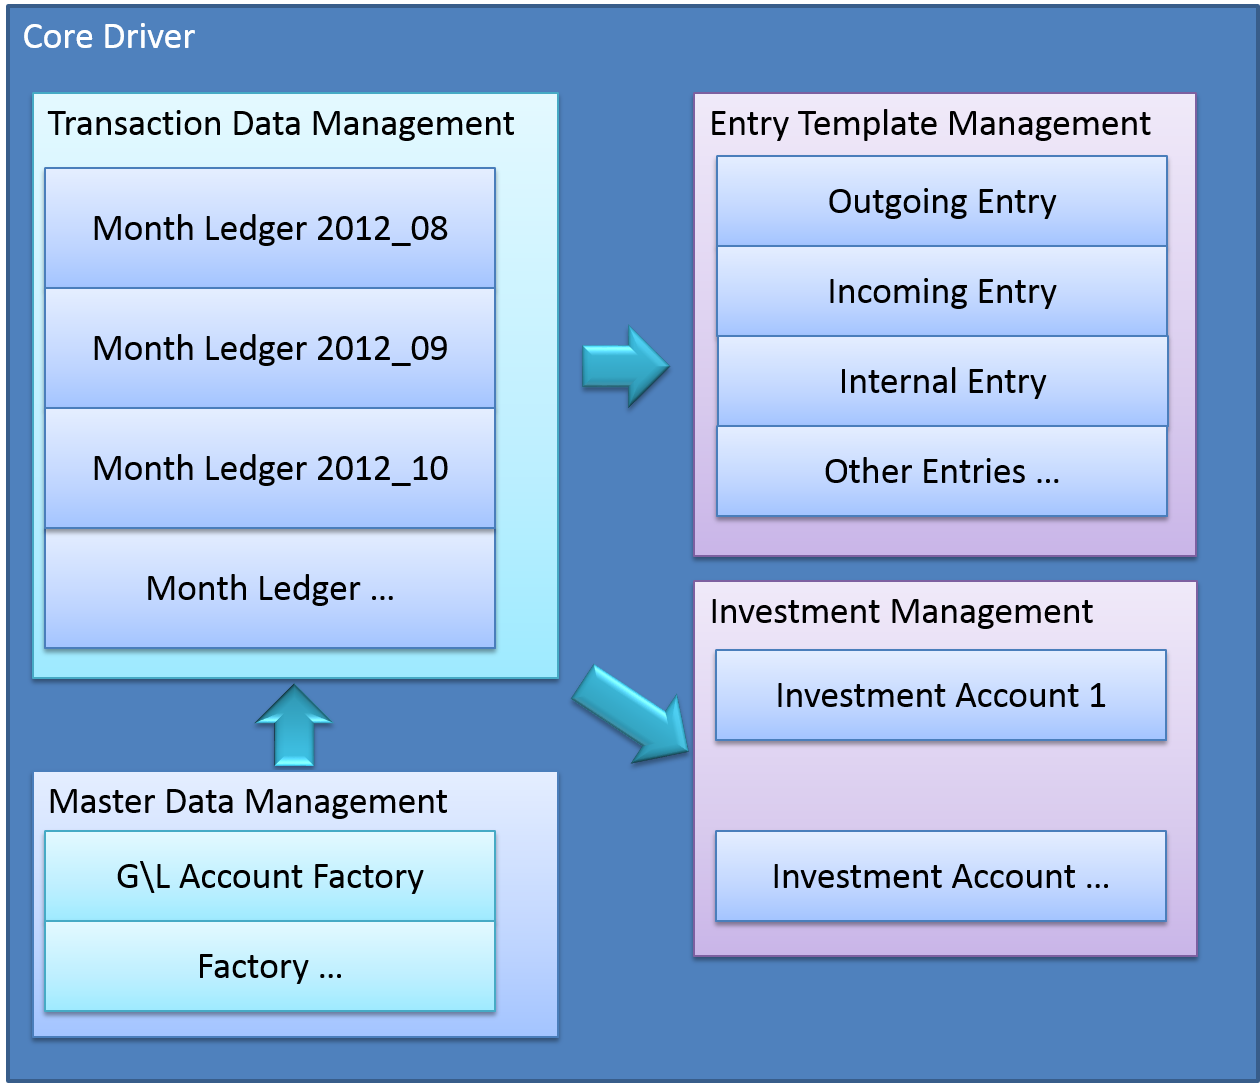 Core Driver
Transaction Data Management
Month Ledger 2012_08
Month Ledger 2012_09
Month Ledger 2012_10
Month Ledger ...
Master Data Management
G\L Account Factory
Factory ...
Entry Template Management
Outgoing Entry
Incoming Entry
Internal Entry
Other Entries ...
Investment Management
Investment Account 1
Investment Account ...